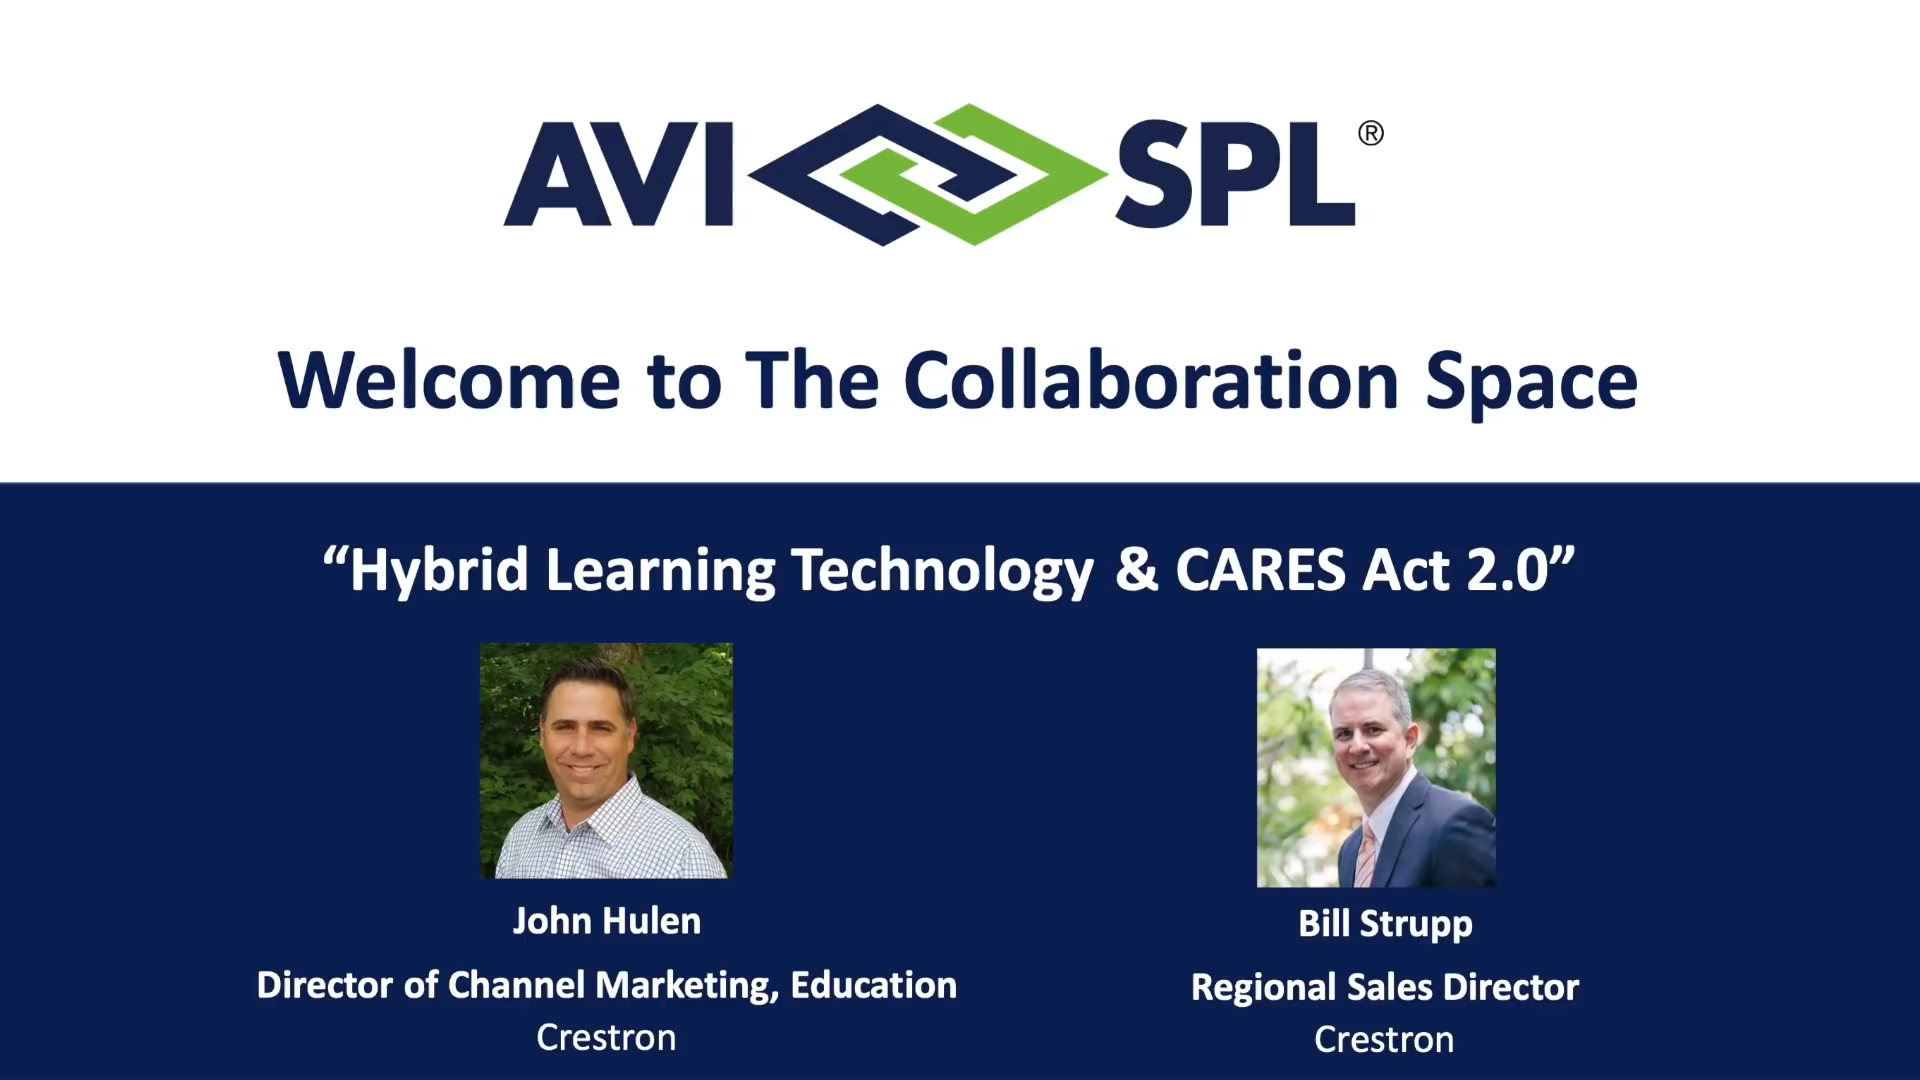 AVI SPL®
Welcome to The Collaboration Space
“Hybrid Learning Technology & CARES Act 2.0”
John Hulen
Director of Channel Marketing, Education
Crestron
Bill Strupp
Regional Sales Director
Crestron